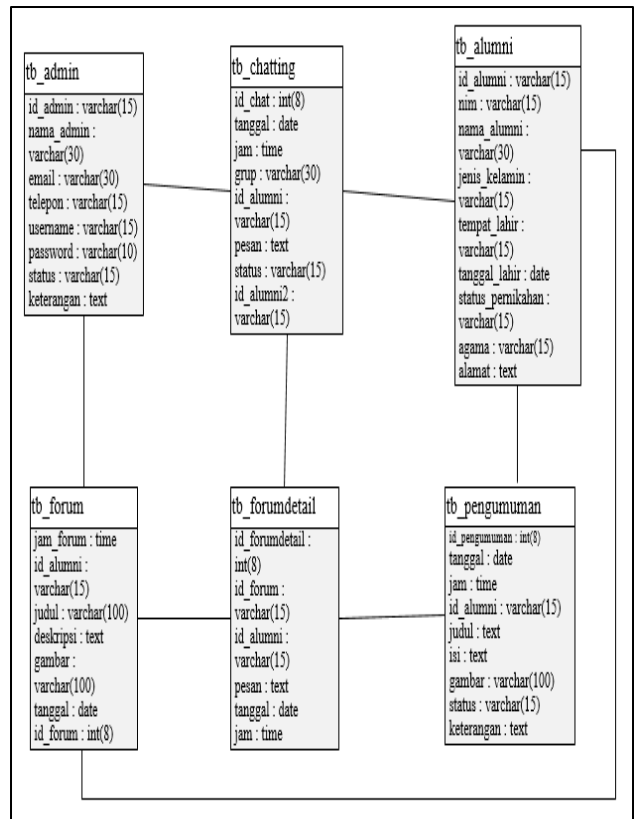 tb_admin
id_admin : varchar(15)
nama_admin :
varchar(30)
email : varchar(30)
telepon : varchar(15)
username : varchar(15)
password : varchar(10)
status : varchar(15)
keterangan : text
tb_chatting
id_chat : int(8)
tanggal : date
jam : time
grup : varchar(30)
id_alumni :
varchar(15)
pesan : text
status : varchar(15)
id_alumni2 :
varchar(15)
tb_alumni
id_alumni : varchar(15)
nim : varchar(15)
nama_alumni :
varchar(30)
jenis_kelamin :
varchar(15)
tempat_lahir :
varchar(15)
tanggal_lahir : date
status_pernikahan :
varchar(15)
agama : varchar(15)
alamat : text
tb_forum
jam_forum : time
id_alumni :
varchar(15)
judul : varchar(100)
deskripsi : text
gambar :
varchar(100)
tanggal : date
id_forum : int(8)
tb_forumdetail
id_forumdetail :
int(8)
id_forum :
varchar(15)
id_alumni :
varchar(15)
pesan : text
tanggal : date
jam : time
tb_pengumuman
id_pengumuman : int(8)
tanggal : date
jam : time
id_alumni : varchar(15)
judul : text
isi : text
gambar : varchar(100)
status : varchar(15)
keterangan : text